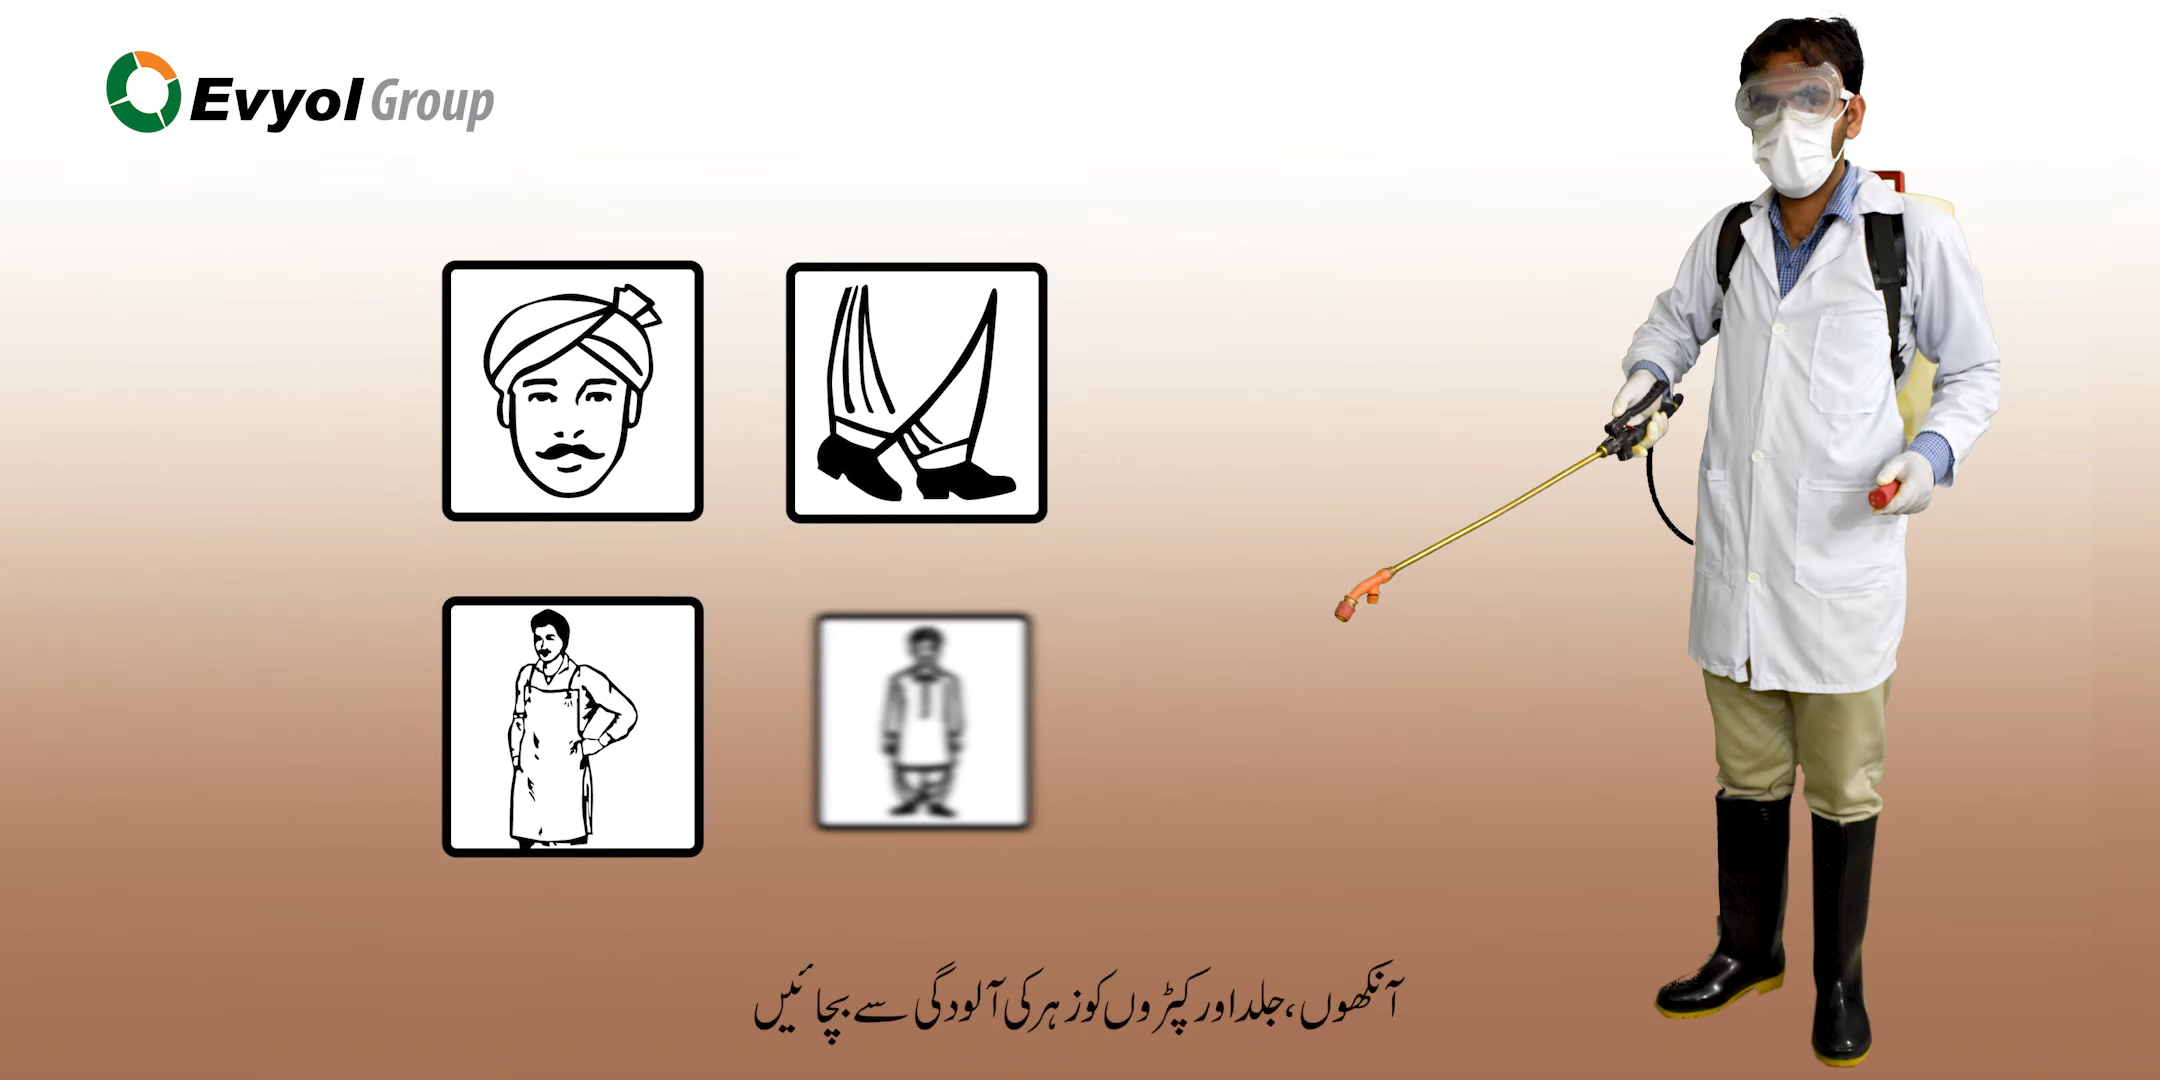 Evyol Group
آنکھوں، جلد اور کپڑوں کو زہر کی آلودگی سے بچائیں